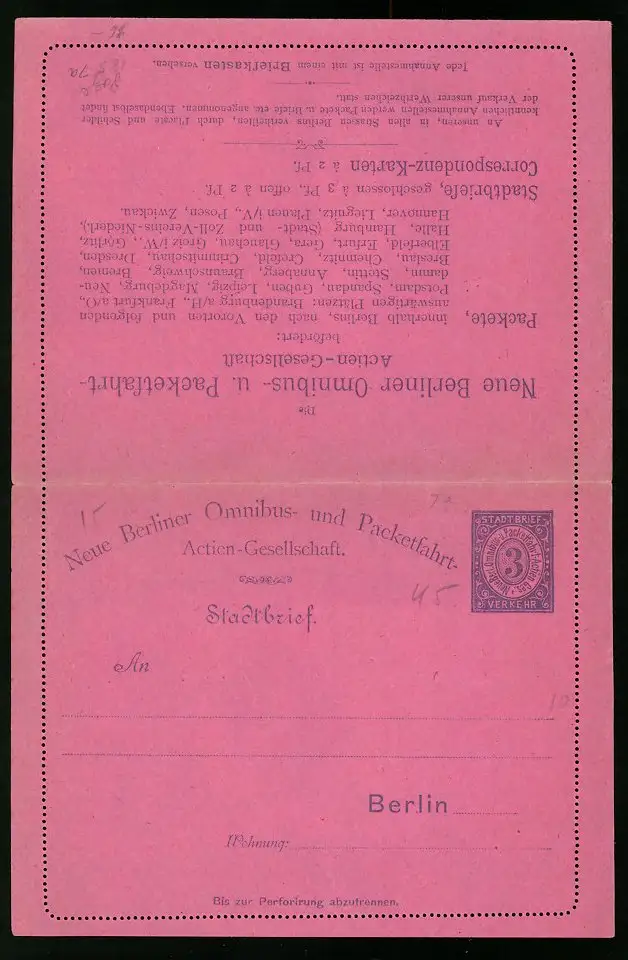 Neue Berliner Omnibus- und Packetfahrt-
Actien-Gesellschaft.
Stadtbrief.
STADTBRIEF
3
VERKEHR
An
Berlin
Wohnung:
Bis zur Perforirung abzutrennen.
15
45
Die
Neue Berliner Omnibus- u. Packetfahrt-
Actien-Gesellschaft
befördert:
Packete, innerhalb Berlins, nach den Vororten und folgenden
auswärtigen Plätzen: Brandenburg a/H., Frankfurt a/O.,
Potsdam, Spandau, Guben, Leipzig, Magdeburg, Neu-
damm, Stettin, Annaberg, Braunschweig, Bremen,
Breslau, Chemnitz, Crefeld, Crimmitschau, Dresden,
Elberfeld, Erfurt, Gera, Glauchau, Greiz i/W., Görlitz,
Halle, Hamburg (Stadt- und Zoll-Vereins-Niederl.),
Hannover, Liegnitz, Plauen i/V., Posen, Zwickau.
Stadtbriefe, geschlossen à 3 Pf., offen à 2 Pf.
Correspondenz-Karten à 2 Pf.
An unseren, in allen Strassen Berlins vertheilten, durch Placate und Schilder
kenntlichen Annahmestellen werden Packete u. Briefe etc. angenommen. Ebendaselbst findet
der Verkauf unserer Werthzeichen statt.
Jede Annahmestelle ist mit einem Briefkasten versehen.